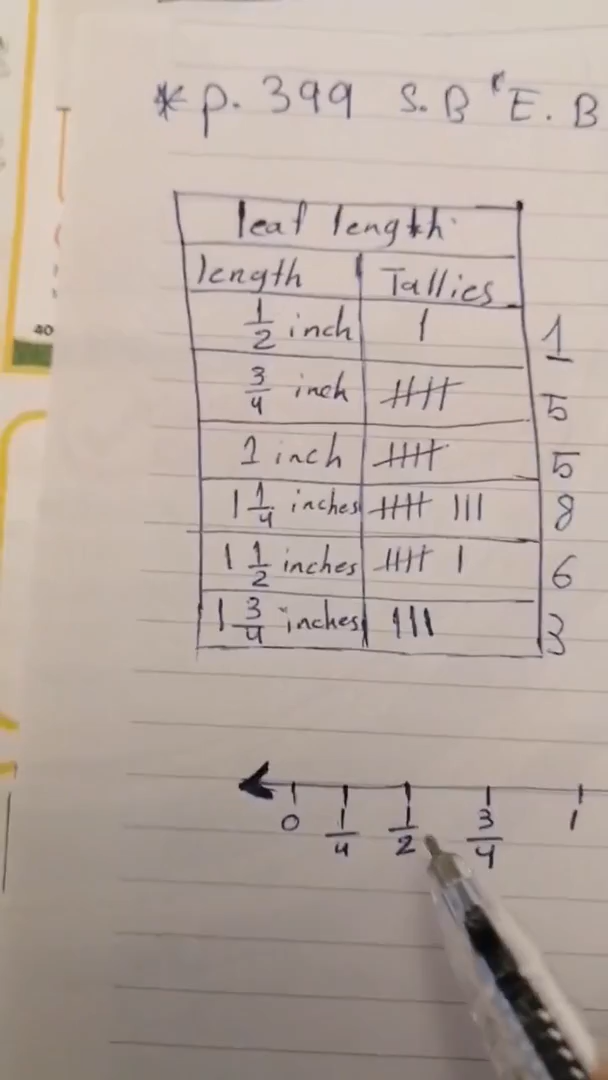 * p. 399 S.B * E.B
leaf length
length Tallies
1/2 inch | 1
3/4 inch 𝍸 5
1 inch 𝍸 5
1 1/4 inches 𝍸 ||| 8
1 1/2 inches 𝍸 | 6
1 3/4 inches ||| 3
40
0 1/4 1/2 3/4 1